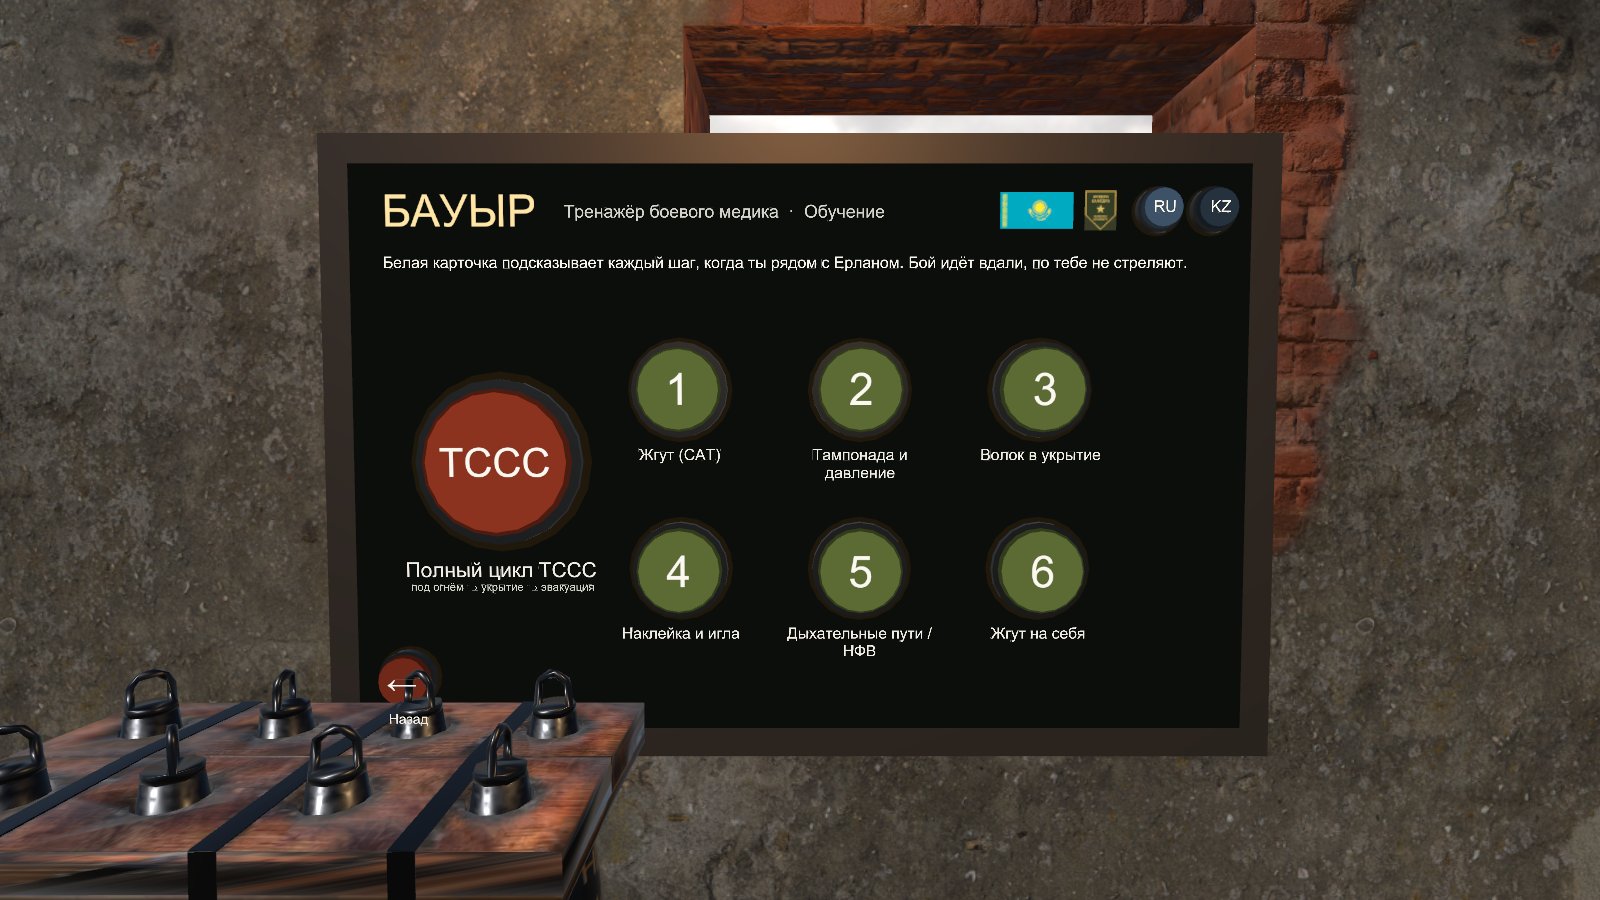 БАУЫР
Тренажёр боевого медика · Обучение
RU
KZ
Белая карточка подсказывает каждый шаг, когда ты рядом с Ерланом. Бой идёт вдали, по тебе не стреляют.
1
2
3
Жгут (CAT)
Тампонада и
давление
Волок в укрытие
TCCC
Полный цикл TCCC
под огнём → укрытие → эвакуация
4
5
6
Наклейка и игла
Дыхательные пути /
НФВ
Жгут на себя
←
Назад